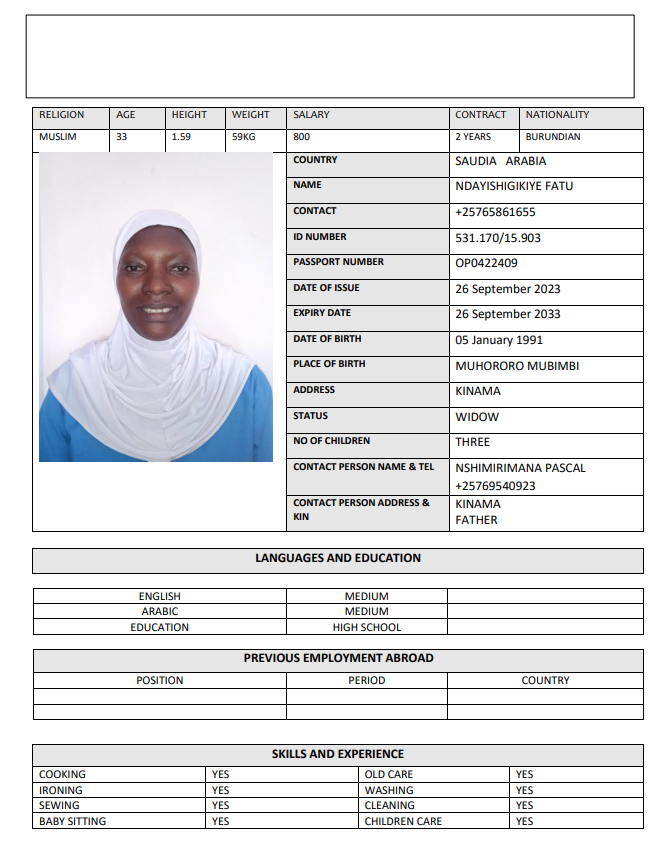 RELIGION AGE HEIGHT WEIGHT SALARY CONTRACT NATIONALITY
MUSLIM 33 1.59 59KG 800 2 YEARS BURUNDIAN
COUNTRY SAUDIA ARABIA
NAME NDAYISHIGIKIYE FATU
CONTACT +25765861655
ID NUMBER 531.170/15.903
PASSPORT NUMBER OP0422409
DATE OF ISSUE 26 September 2023
EXPIRY DATE 26 September 2033
DATE OF BIRTH 05 January 1991
PLACE OF BIRTH MUHORORO MUBIMBI
ADDRESS KINAMA
STATUS WIDOW
NO OF CHILDREN THREE
CONTACT PERSON NAME & TEL NSHIMIRIMANA PASCAL
+25769540923
CONTACT PERSON ADDRESS & KINAMA
KIN FATHER
LANGUAGES AND EDUCATION
ENGLISH MEDIUM
ARABIC MEDIUM
EDUCATION HIGH SCHOOL
PREVIOUS EMPLOYMENT ABROAD
POSITION PERIOD COUNTRY
SKILLS AND EXPERIENCE
COOKING YES OLD CARE YES
IRONING YES WASHING YES
SEWING YES CLEANING YES
BABY SITTING YES CHILDREN CARE YES